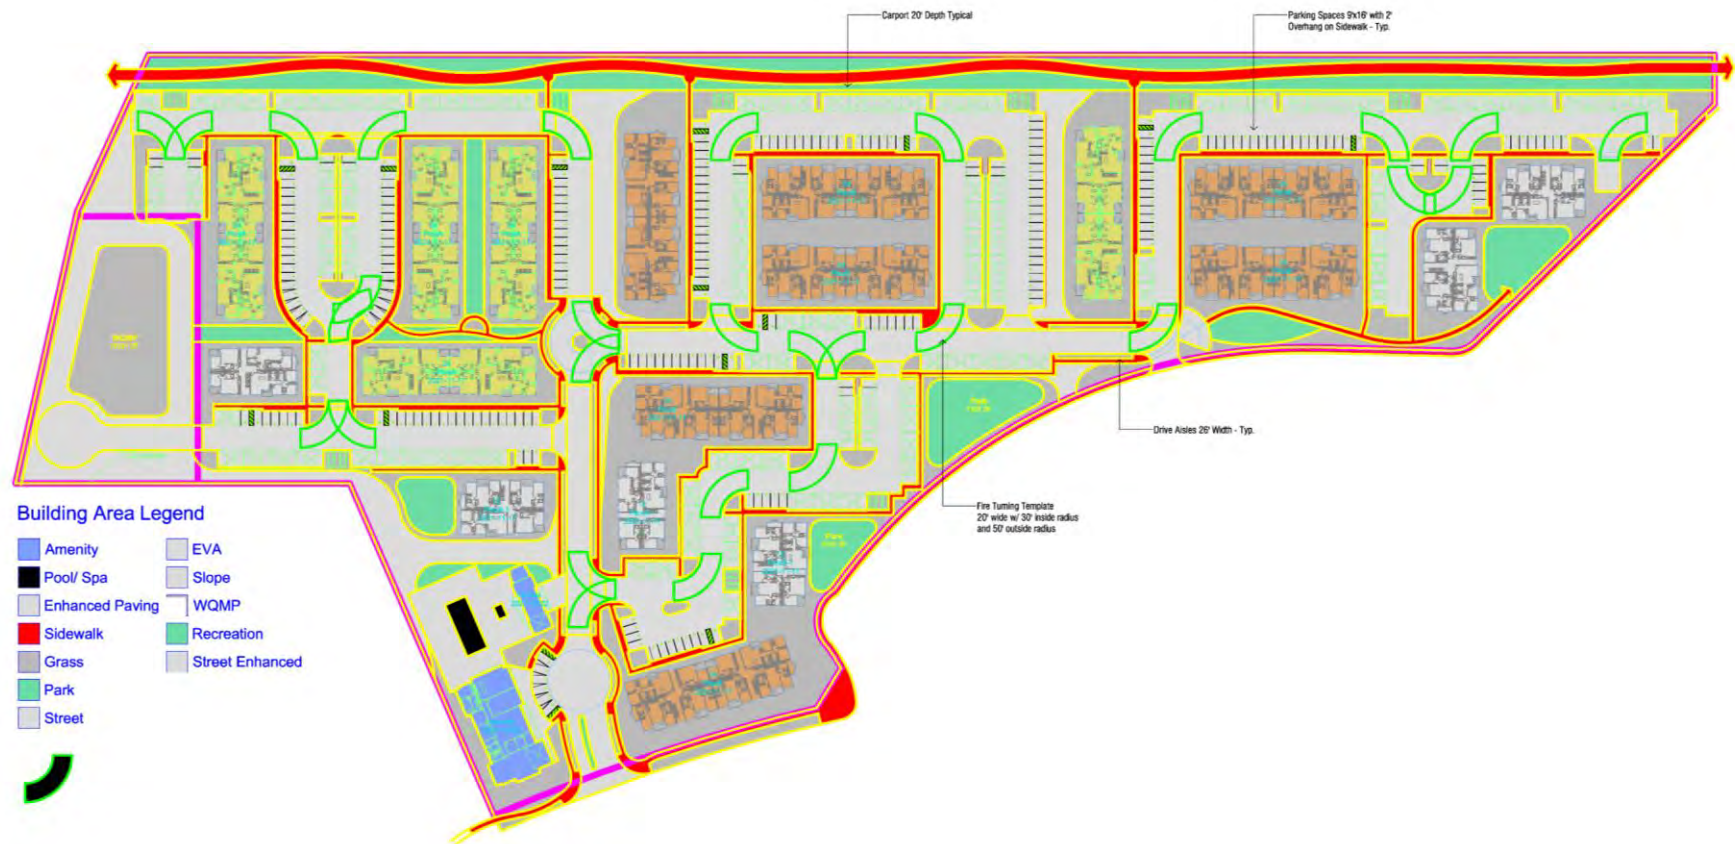 Carport 20' Depth Typical
Parking Spaces 9'x16' with 2'
Overhang on Sidewalk - Typ.
Drive Aisles 26' Width - Typ.
Fire Turning Template
20' wide w/ 30' inside radius
and 50' outside radius
Building Area Legend
Amenity
Pool/ Spa
Enhanced Paving
Sidewalk
Grass
Park
Street
EVA
Slope
WQMP
Recreation
Street Enhanced